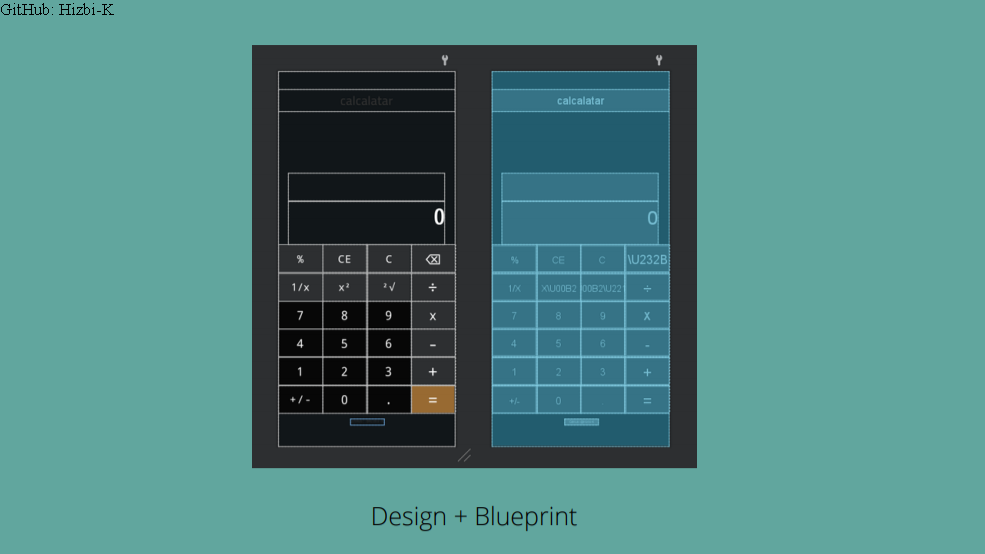 GitHub: Hizbi-K
calcalatar
0
% CE C ⌫
1/x x² ²√ ÷
7 8 9 x
4 5 6 –
1 2 3 +
+/- 0 . =
calcalatar
0
% CE C \U232B
1/X X\U00B2 00B2\U221 ÷
7 8 9 X
4 5 6 -
1 2 3 +
+/- 0 =
Design + Blueprint